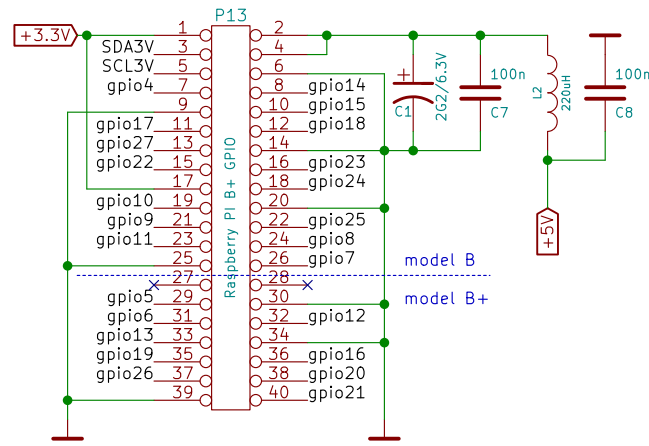 P13
+3.3V 1 2
SDA3V 3 4
SCL3V 5 6
gpio4 7 8 gpio14
9 10 gpio15
gpio17 11 12 gpio18
gpio27 13 14
gpio22 15 16 gpio23
17 18 gpio24
gpio10 19 20
gpio9 21 22 gpio25
gpio11 23 24 gpio8
25 26 gpio7
27 28
gpio5 29 30
gpio6 31 32 gpio12
gpio13 33 34
gpio19 35 36 gpio16
gpio26 37 38 gpio20
39 40 gpio21
Raspberry PI B+ GPIO
model B
model B+
+
C1
2G2/6.3V
100n
C7
L2
220uH
100n
C8
+5V